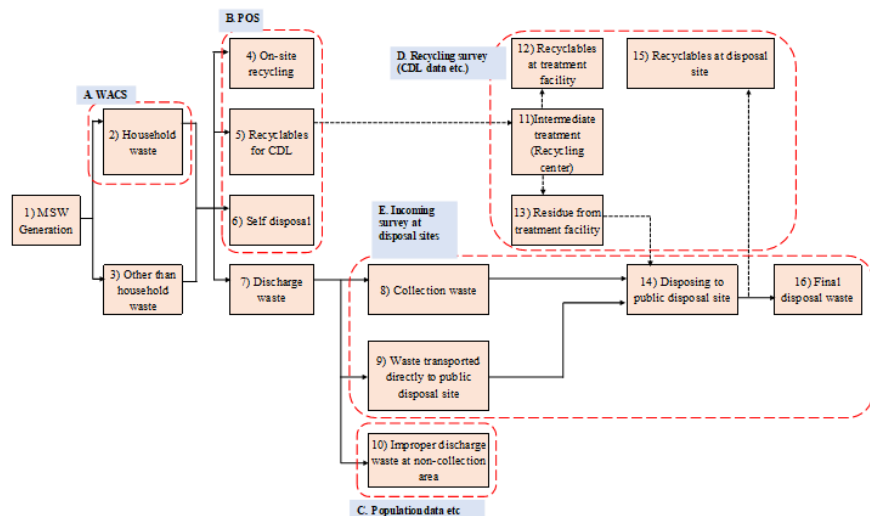 B. POS
4) On-site
recycling
D. Recycling survey
(CDL data etc.)
12) Recyclables
at treatment
facility
15) Recyclables at disposal
site
A. WACS
2) Household
waste
5) Recyclables
for CDL
11)Intermediate
treatment
(Recycling
center)
1) MSW
Generation
6) Self disposal
E. Incoming
survey at
disposal sites
13) Residue from
treatment facility
3) Other than
household
waste
7) Discharge
waste
8) Collection waste
14) Disposing to
public disposal site
16) Final
disposal waste
9) Waste transported
directly to public
disposal site
10) Improper discharge
waste at non-collection
area
C. Population data etc